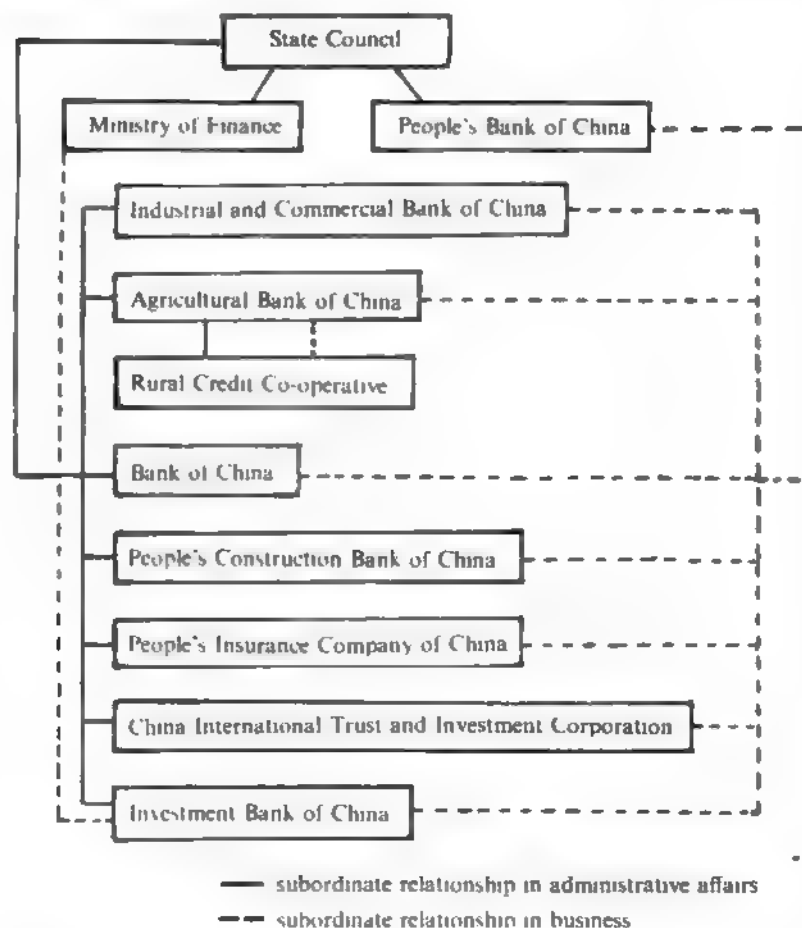 State Council
Ministry of Finance
People's Bank of China
Industrial and Commercial Bank of China
Agricultural Bank of China
Rural Credit Co-operative
Bank of China
People's Construction Bank of China
People's Insurance Company of China
China International Trust and Investment Corporation
Investment Bank of China
subordinate relationship in administrative affairs
subordinate relationship in business